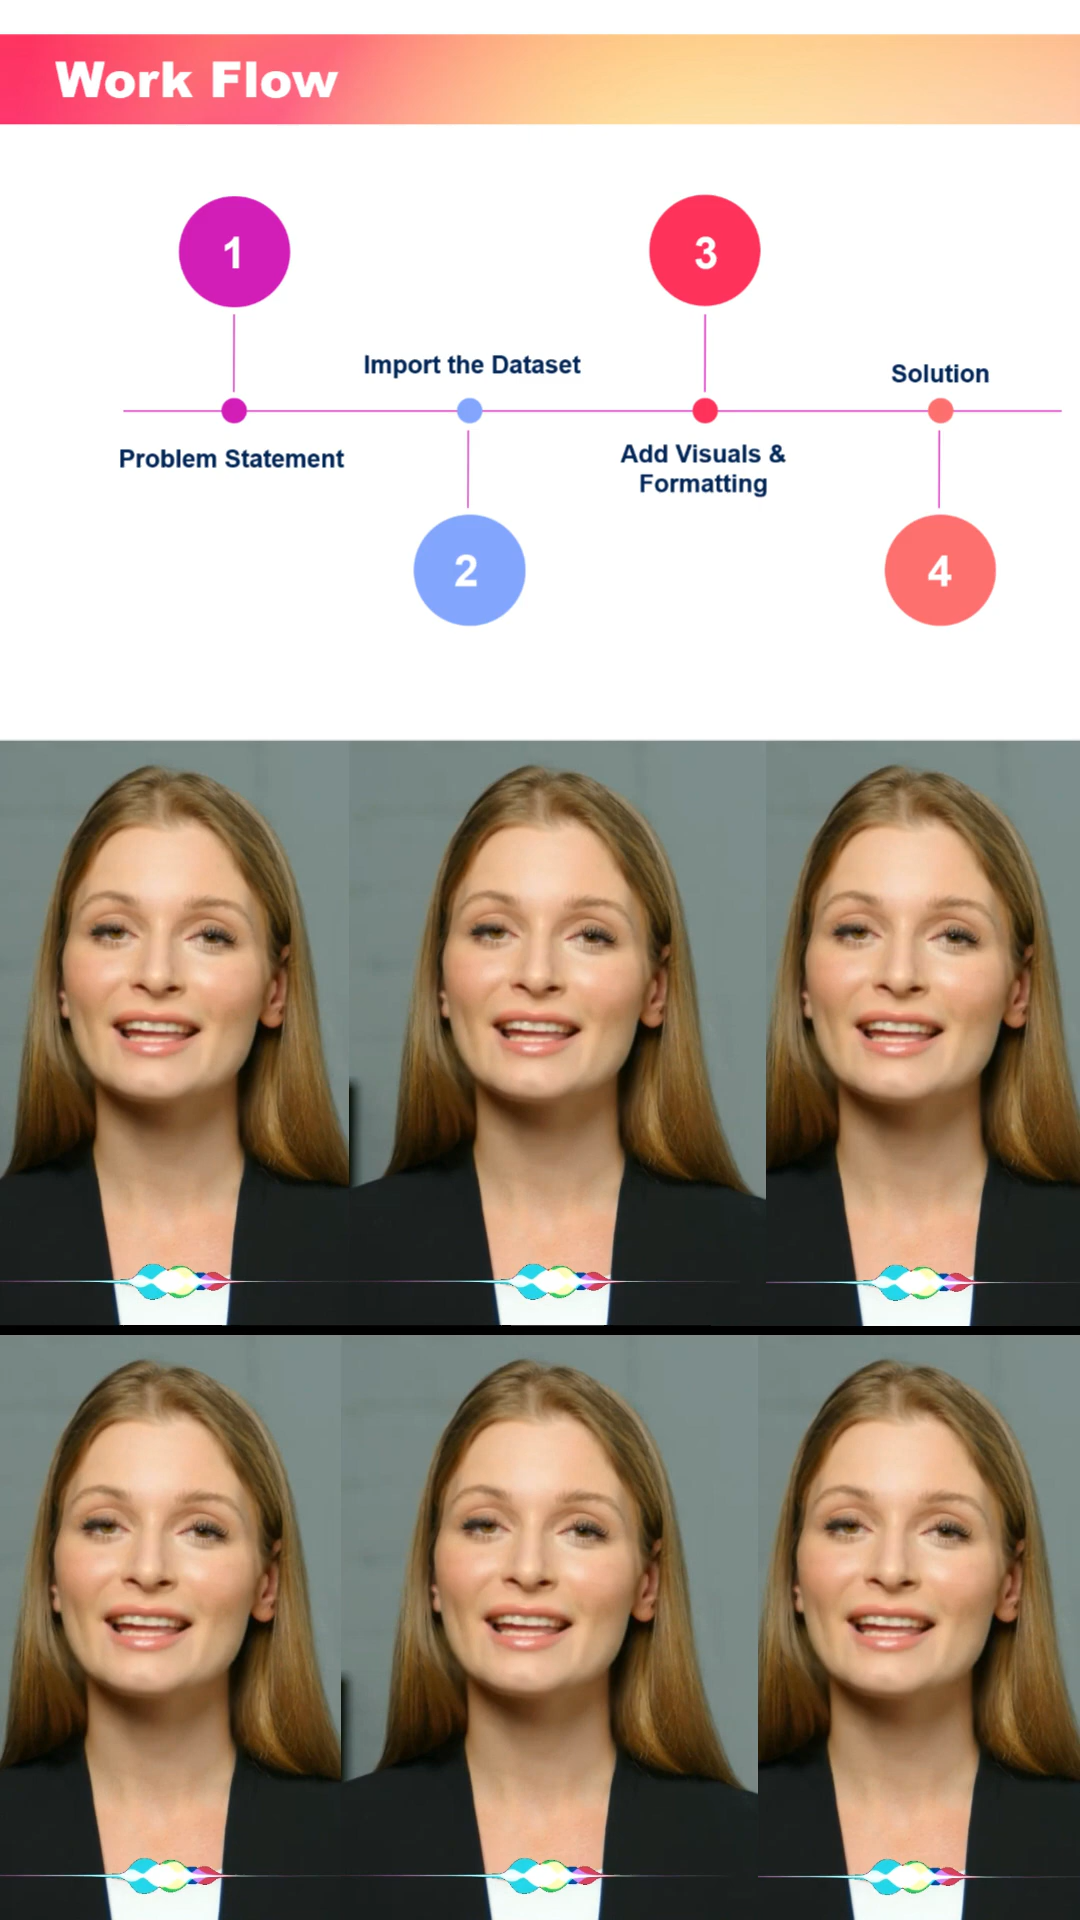 Work Flow
1
3
Import the Dataset
Solution
Problem Statement
Add Visuals &
Formatting
2
4